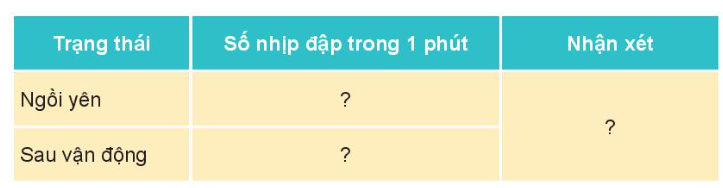 Trạng thái
Số nhịp đập trong 1 phút
Nhận xét
Ngồi yên
?
?
Sau vận động
?